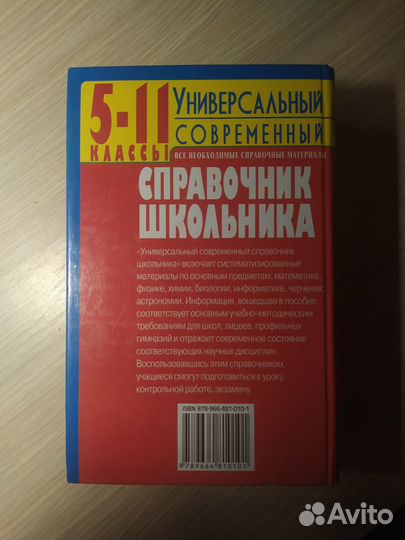 5-11
КЛАССЫ
УНИВЕРСАЛЬНЫЙ
СОВРЕМЕННЫЙ
ВСЕ НЕОБХОДИМЫЕ СПРАВОЧНЫЕ МАТЕРИАЛЫ
СПРАВОЧНИК
ШКОЛЬНИКА
«Универсальный современный справочник
школьника» включает систематизированные
материалы по основным предметам: математике,
физике, химии, биологии, информатике, черчению,
астрономии. Информация, вошедшая в пособие,
соответствует основным учебно-методическим
требованиям для школ, лицеев, профильных
гимназий и отражает современное состояние
соответствующих научных дисциплин.
Воспользовавшись этим справочником,
учащиеся смогут подготовиться к уроку,
контрольной работе, экзамену.
ISBN 978-966-481-010-1
9789664810101
Avito